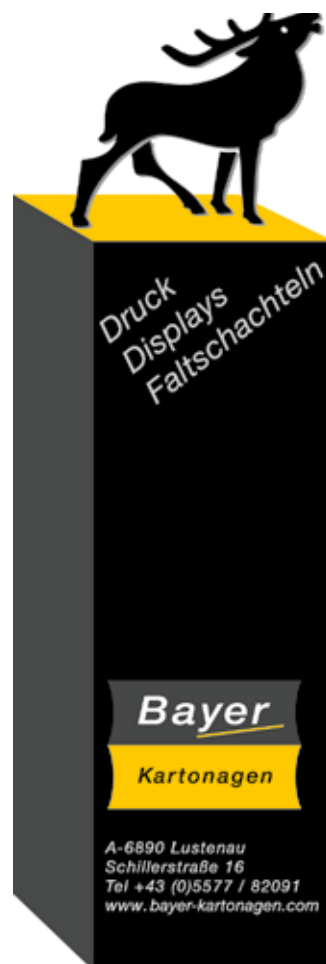 Druck
Displays
Faltschachteln
Bayer
Kartonagen
A-6890 Lustenau
Schillerstraße 16
Tel +43 (0)5577 / 82091
www.bayer-kartonagen.com